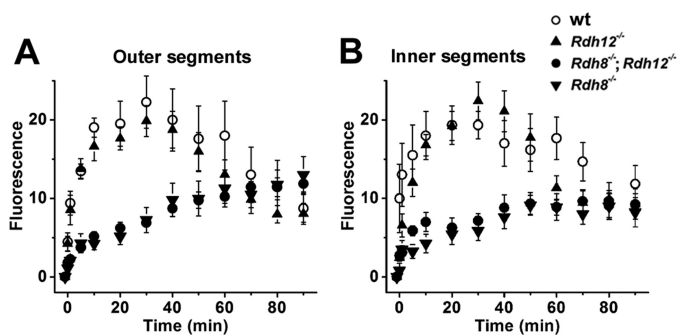 wt
Rdh12-/-
Rdh8-/-; Rdh12-/-
Rdh8-/-
A
Outer segments
B
Inner segments
Fluorescence
20
10
0
0 20 40 60 80
Time (min)
Fluorescence
20
10
0
0 20 40 60 80
Time (min)